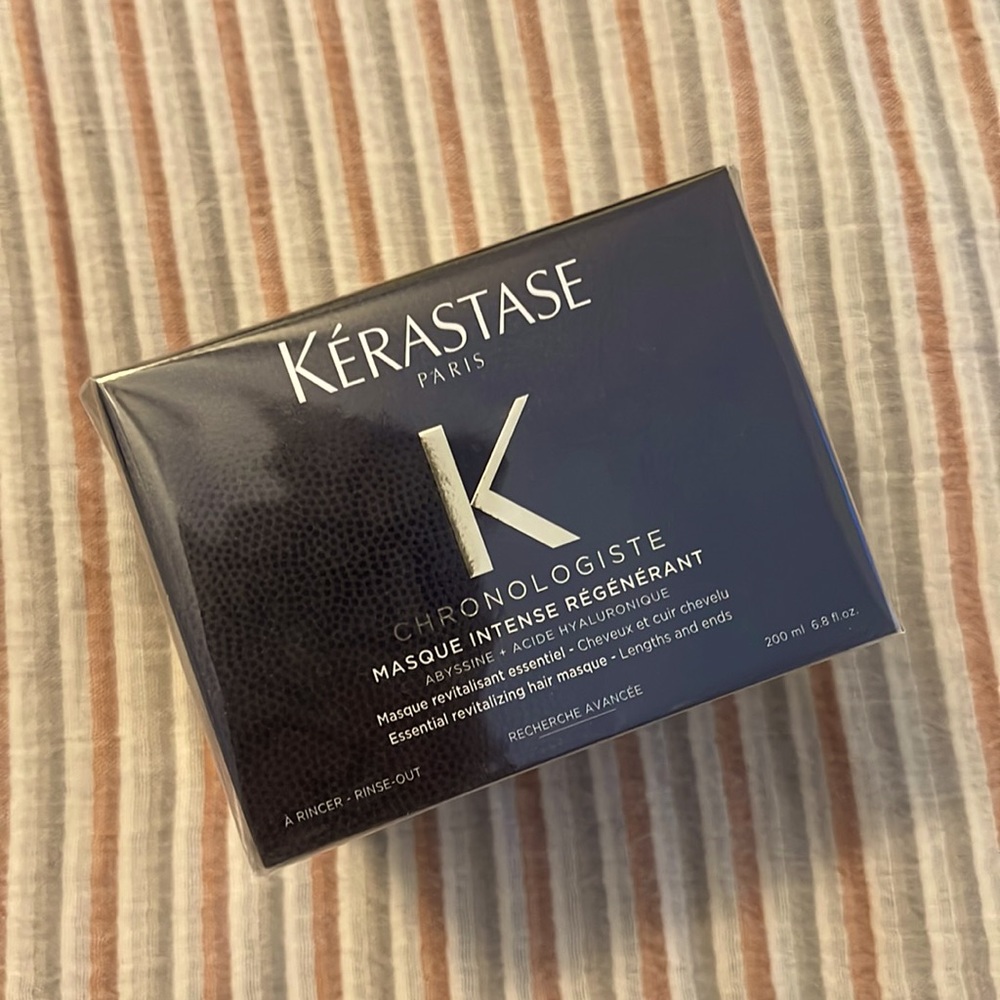 KÉRASTASE
PARIS
K
CHRONOLOGISTE
MASQUE INTENSE RÉGÉNÉRANT
ABYSSINE + ACIDE HYALURONIQUE
Masque revitalisant essentiel - Cheveux et cuir chevelu
Essential revitalizing hair masque - Lengths and ends
200 ml 6.8 fl.oz.
RECHERCHE AVANCÉE
À RINCER - RINSE-OUT